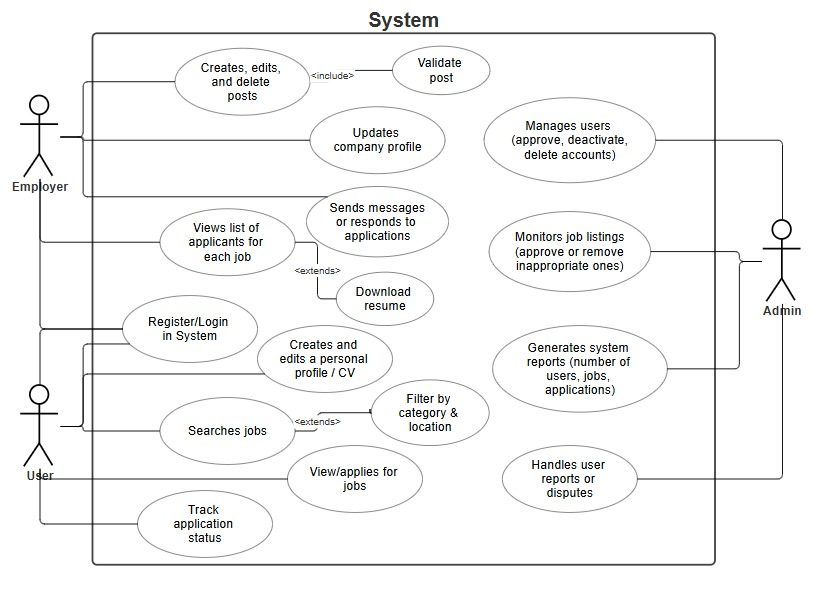 System
Creates, edits,
and delete
posts
<include>
Validate
post
Updates
company profile
Manages users
(approve, deactivate,
delete accounts)
Employer
Sends messages
or responds to
applications
Views list of
applicants for
each job
<extends>
Download
resume
Monitors job listings
(approve or remove
inappropriate ones)
Admin
Register/Login
in System
Creates and
edits a personal
profile / CV
Generates system
reports (number of
users, jobs,
applications)
Searches jobs
<extends>
Filter by
category &
location
User
View/applies for
jobs
Handles user
reports or
disputes
Track
application
status